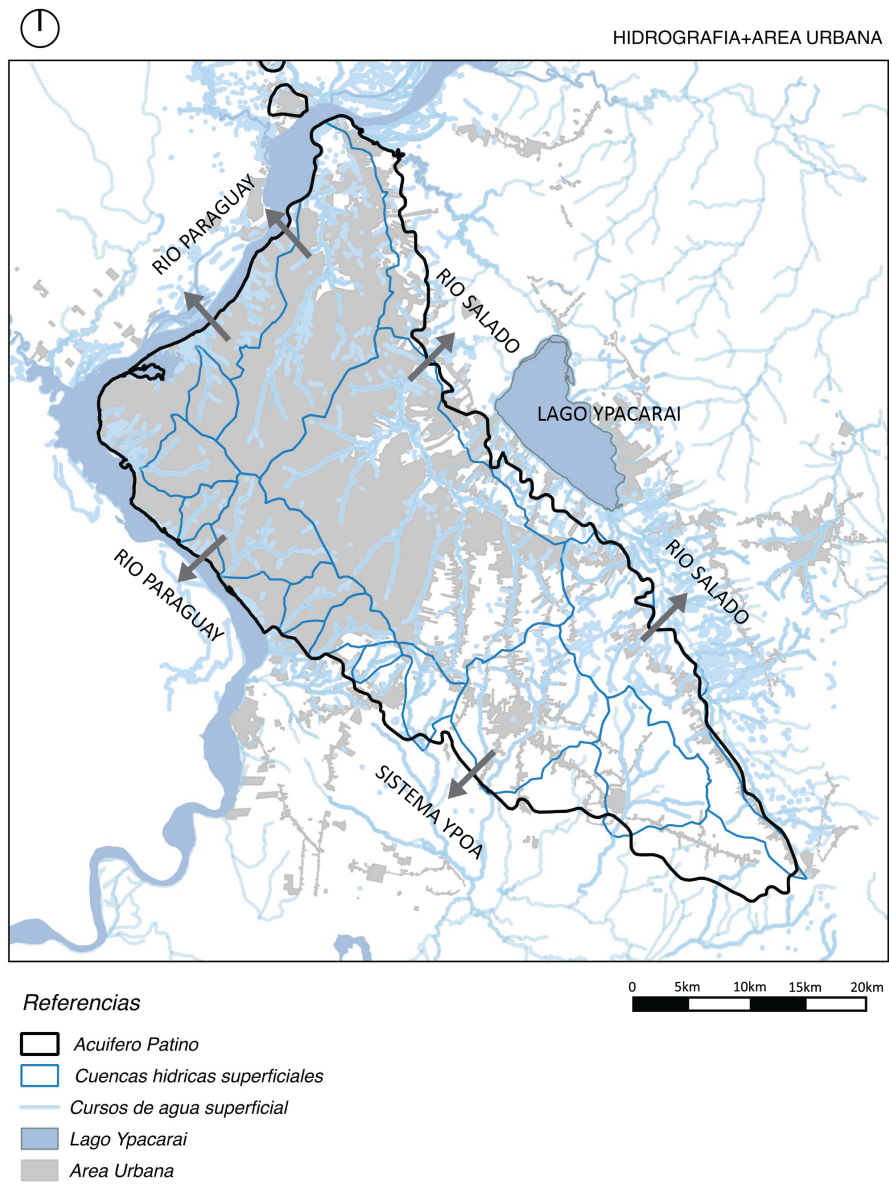 HIDROGRAFIA+AREA URBANA
RIO PARAGUAY
RIO SALADO
LAGO YPACARAI
RIO SALADO
RIO PARAGUAY
SISTEMA YPOA
Referencias
0 5km 10km 15km 20km
Acuifero Patino
Cuencas hidricas superficiales
Cursos de agua superficial
Lago Ypacarai
Area Urbana